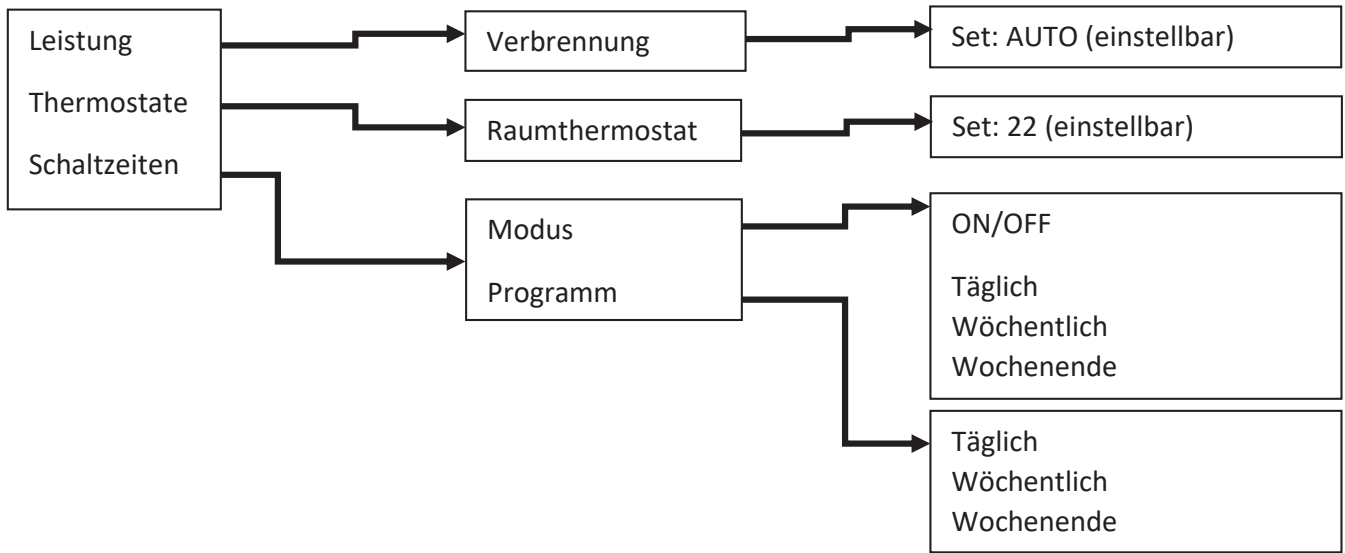 Leistung
Thermostate
Schaltzeiten
Verbrennung
Raumthermostat
Modus
Programm
Set: AUTO (einstellbar)
Set: 22 (einstellbar)
ON/OFF
Täglich
Wöchentlich
Wochenende
Täglich
Wöchentlich
Wochenende